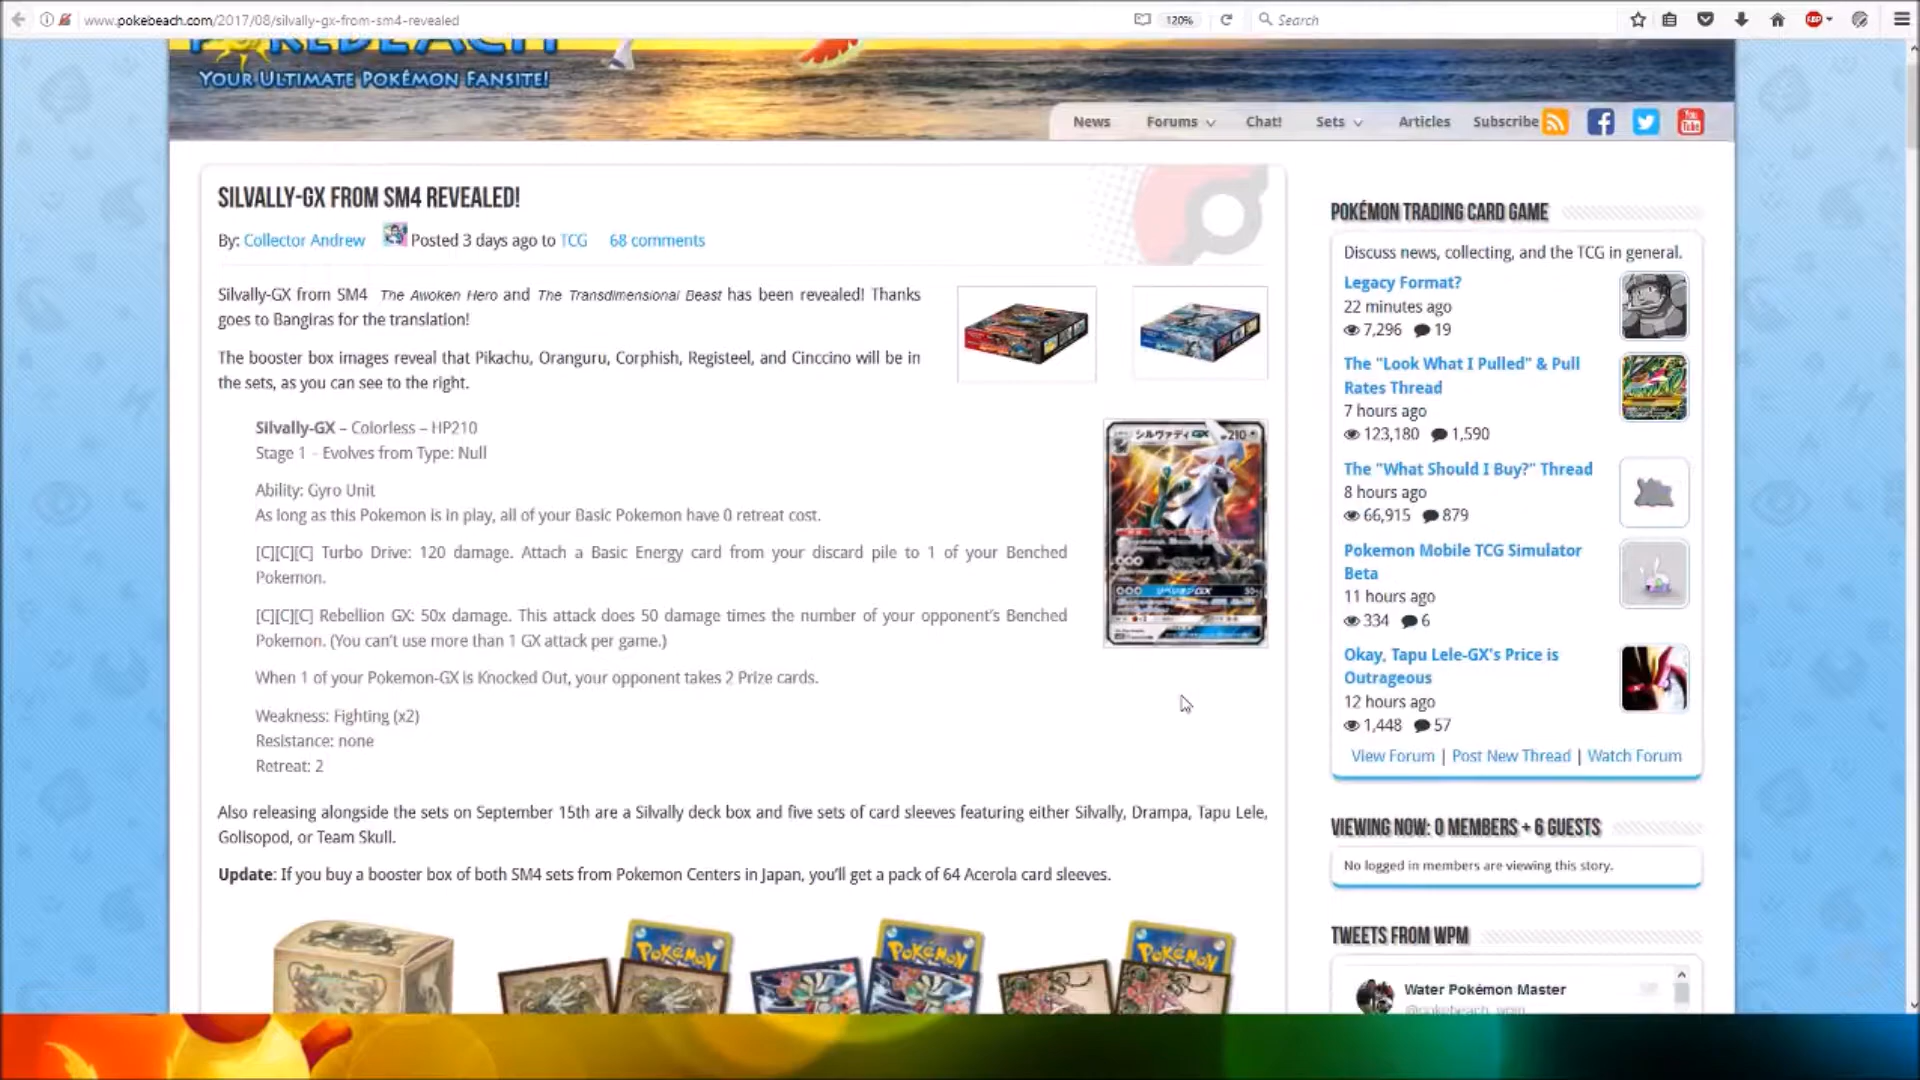 www.pokebeach.com/2017/08/silvally-gx-from-sm4-revealed
120%
Search
POKÉBEACH
YOUR ULTIMATE POKÉMON FANSITE!
News
Forums
Chat!
Sets
Articles
Subscribe
You
Tube
SILVALLY-GX FROM SM4 REVEALED!
By: Collector Andrew Posted 3 days ago to TCG 68 comments
Silvally-GX from SM4 The Awoken Hero and The Transdimensional Beast has been revealed! Thanks
goes to Bangiras for the translation!
The booster box images reveal that Pikachu, Oranguru, Corphish, Registeel, and Cinccino will be in
the sets, as you can see to the right.
Silvally-GX – Colorless – HP210
Stage 1 – Evolves from Type: Null
Ability: Gyro Unit
As long as this Pokemon is in play, all of your Basic Pokemon have 0 retreat cost.
[C][C][C] Turbo Drive: 120 damage. Attach a Basic Energy card from your discard pile to 1 of your Benched
Pokemon.
[C][C][C] Rebellion GX: 50x damage. This attack does 50 damage times the number of your opponent's Benched
Pokemon. (You can't use more than 1 GX attack per game.)
When 1 of your Pokemon-GX is Knocked Out, your opponent takes 2 Prize cards.
Weakness: Fighting (x2)
Resistance: none
Retreat: 2
シルヴァディGX 210
Also releasing alongside the sets on September 15th are a Silvally deck box and five sets of card sleeves featuring either Silvally, Drampa, Tapu Lele,
Golisopod, or Team Skull.
Update: If you buy a booster box of both SM4 sets from Pokemon Centers in Japan, you'll get a pack of 64 Acerola card sleeves.
Pokémon
Pokémon
Pokémon
POKÉMON TRADING CARD GAME
Discuss news, collecting, and the TCG in general.
Legacy Format?
22 minutes ago
7,296 19
The "Look What I Pulled" & Pull
Rates Thread
7 hours ago
123,180 1,590
The "What Should I Buy?" Thread
8 hours ago
66,915 879
Pokemon Mobile TCG Simulator
Beta
11 hours ago
334 6
Okay, Tapu Lele-GX's Price is
Outrageous
12 hours ago
1,448 57
View Forum | Post New Thread | Watch Forum
VIEWING NOW: 0 MEMBERS + 6 GUESTS
No logged in members are viewing this story.
TWEETS FROM WPM
Water Pokémon Master
@pokebeach_wpm